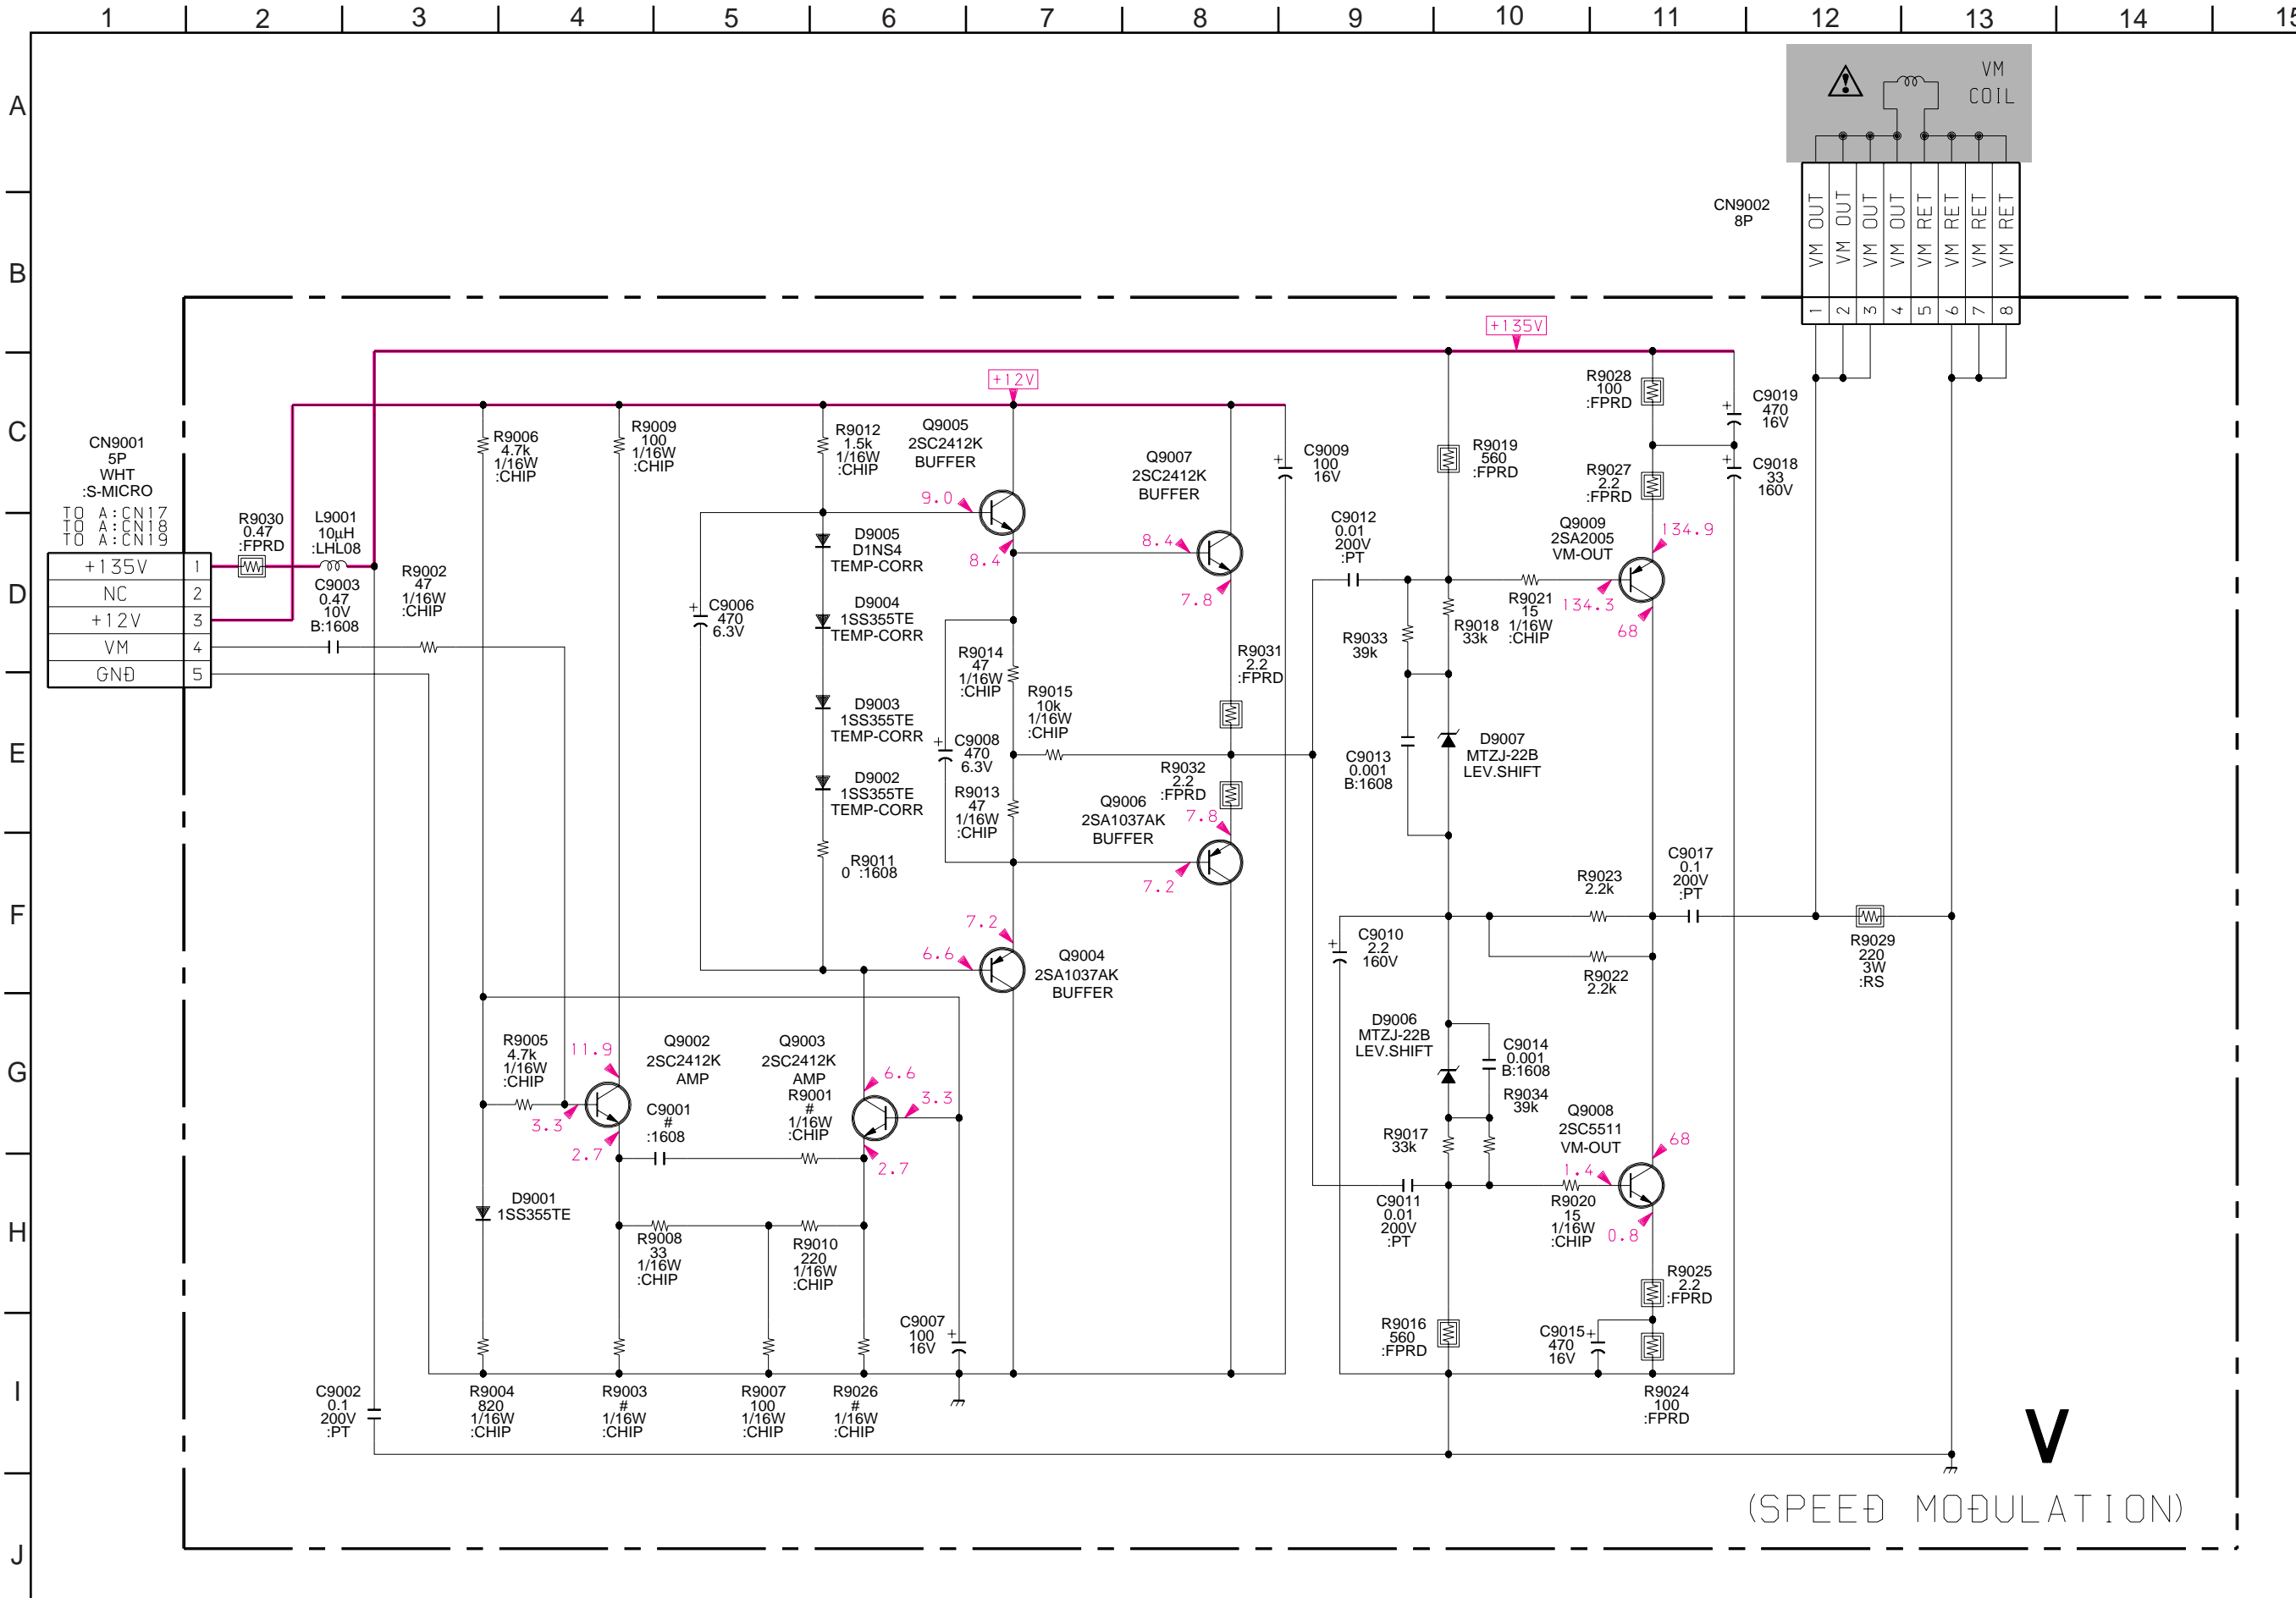 1 2 3 4 5 6 7 8 9 10 11 12 13 14 15
A
B
C
D
E
F
G
H
I
J
VM
COIL
CN9002
8P
VM OUT
VM OUT
VM OUT
VM OUT
VM RET
VM RET
VM RET
VM RET
1 2 3 4 5 6 7 8
+135V
+12V
CN9001
5P
WHT
:S-MICRO
TO A:CN17
TO A:CN18
TO A:CN19
+135V 1
NC 2
+12V 3
VM 4
GND 5
R9030
0.47
:FPRD
L9001
10µH
:LHL08
C9003
0.47
10V
B:1608
R9002
47
1/16W
:CHIP
R9006
4.7k
1/16W
:CHIP
R9009
100
1/16W
:CHIP
R9012
1.5k
1/16W
:CHIP
Q9005
2SC2412K
BUFFER
9.0
8.4
Q9007
2SC2412K
BUFFER
8.4
7.8
C9009
100
16V
D9005
D1NS4
TEMP-CORR
D9004
1SS355TE
TEMP-CORR
D9003
1SS355TE
TEMP-CORR
D9002
1SS355TE
TEMP-CORR
R9011
0 :1608
C9006
470
6.3V
R9014
47
1/16W
:CHIP
R9015
10k
1/16W
:CHIP
C9008
470
6.3V
R9013
47
1/16W
:CHIP
R9031
2.2
:FPRD
R9032
2.2
:FPRD
Q9006
2SA1037AK
BUFFER
7.8
7.2
7.2
6.6
Q9004
2SA1037AK
BUFFER
R9005
4.7k
1/16W
:CHIP
11.9
3.3
2.7
Q9002
2SC2412K
AMP
Q9003
2SC2412K
AMP
R9001
#
1/16W
:CHIP
C9001
#
:1608
6.6
3.3
2.7
D9001
1SS355TE
R9008
33
1/16W
:CHIP
R9010
220
1/16W
:CHIP
C9007
100
16V
C9002
0.1
200V
:PT
R9004
820
1/16W
:CHIP
R9003
#
1/16W
:CHIP
R9007
100
1/16W
:CHIP
R9026
#
1/16W
:CHIP
R9028
100
:FPRD
R9019
560
:FPRD
R9027
2.2
:FPRD
C9019
470
16V
C9018
33
160V
C9012
0.01
200V
:PT
Q9009
2SA2005
VM-OUT
134.9
134.3
68
R9033
39k
R9018
33k
R9021
15
1/16W
:CHIP
C9013
0.001
B:1608
D9007
MTZJ-22B
LEV.SHIFT
C9010
2.2
160V
R9023
2.2k
R9022
2.2k
C9017
0.1
200V
:PT
R9029
220
3W
:RS
D9006
MTZJ-22B
LEV.SHIFT
C9014
0.001
B:1608
R9034
39k
R9017
33k
Q9008
2SC5511
VM-OUT
68
1.4
0.8
C9011
0.01
200V
:PT
R9020
15
1/16W
:CHIP
R9025
2.2
:FPRD
R9016
560
:FPRD
C9015
470
16V
R9024
100
:FPRD
V
(SPEED MODULATION)